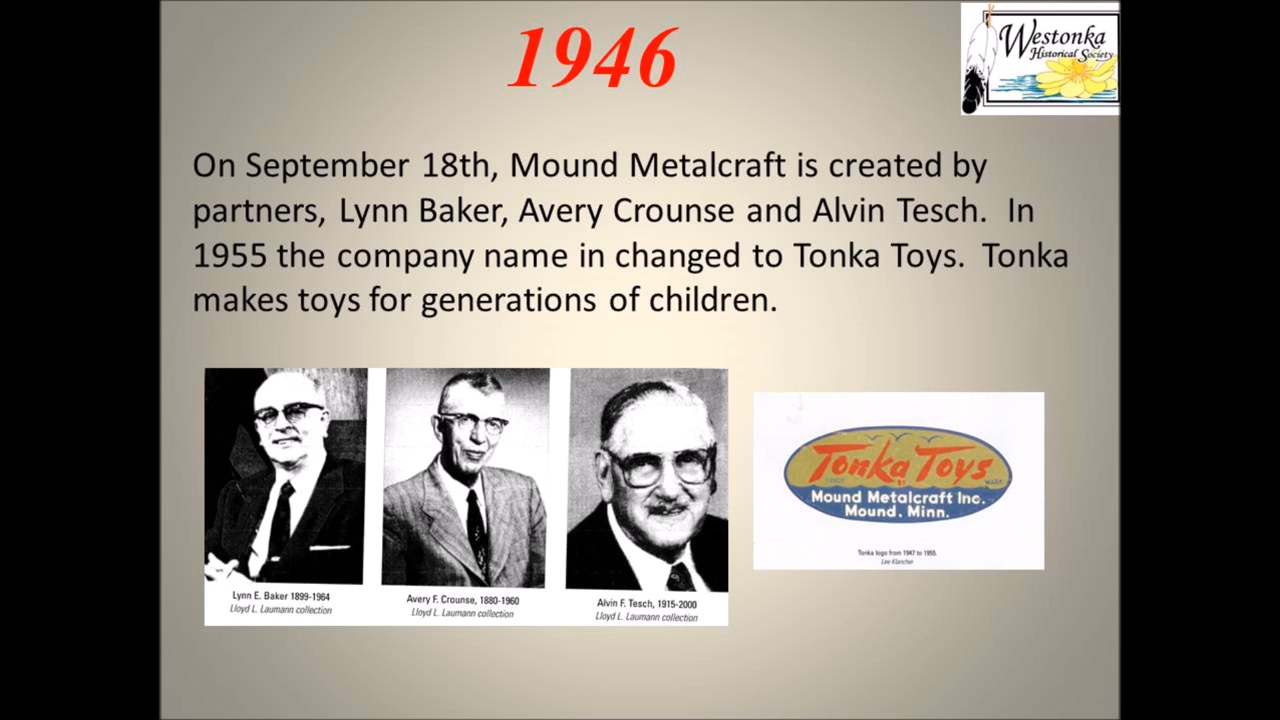 1946
Westonka
Historical Society
On September 18th, Mound Metalcraft is created by
partners, Lynn Baker, Avery Crounse and Alvin Tesch. In
1955 the company name in changed to Tonka Toys. Tonka
makes toys for generations of children.
Lynn E. Baker 1899-1964
Lloyd L. Laumann collection
Avery F. Crounse, 1880-1960
Lloyd L. Laumann collection
Alvin F. Tesch, 1915-2000
Lloyd L. Laumann collection
Tonka Toys
TRADE BY MARK
Mound Metalcraft Inc.
Mound, Minn.
Tonka logo from 1947 to 1955.
Lee Klancher